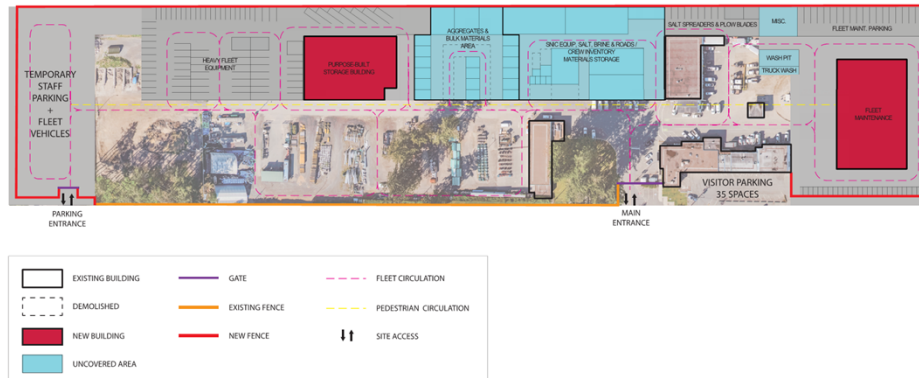 SALT SPREADERS & PLOW BLADES
MISC.
FLEET MAINT. PARKING
AGGREGATES &
BULK MATERIALS
AREA
SNIC EQUIP, SALT, BRINE & ROADS /
CREW INVENTORY
MATERIALS STORAGE
HEAVY FLEET
EQUIPMENT
PURPOSE-BUILT
STORAGE BUILDING
WASH PIT
TRUCK WASH
TEMPORARY
STAFF
PARKING
+
FLEET
VEHICLES
FLEET
MAINTENANCE
VISITOR PARKING
35 SPACES
PARKING
ENTRANCE
MAIN
ENTRANCE
EXISTING BUILDING
GATE
FLEET CIRCULATION
DEMOLISHED
EXISTING FENCE
PEDESTRIAN CIRCULATION
NEW BUILDING
NEW FENCE
SITE ACCESS
UNCOVERED AREA